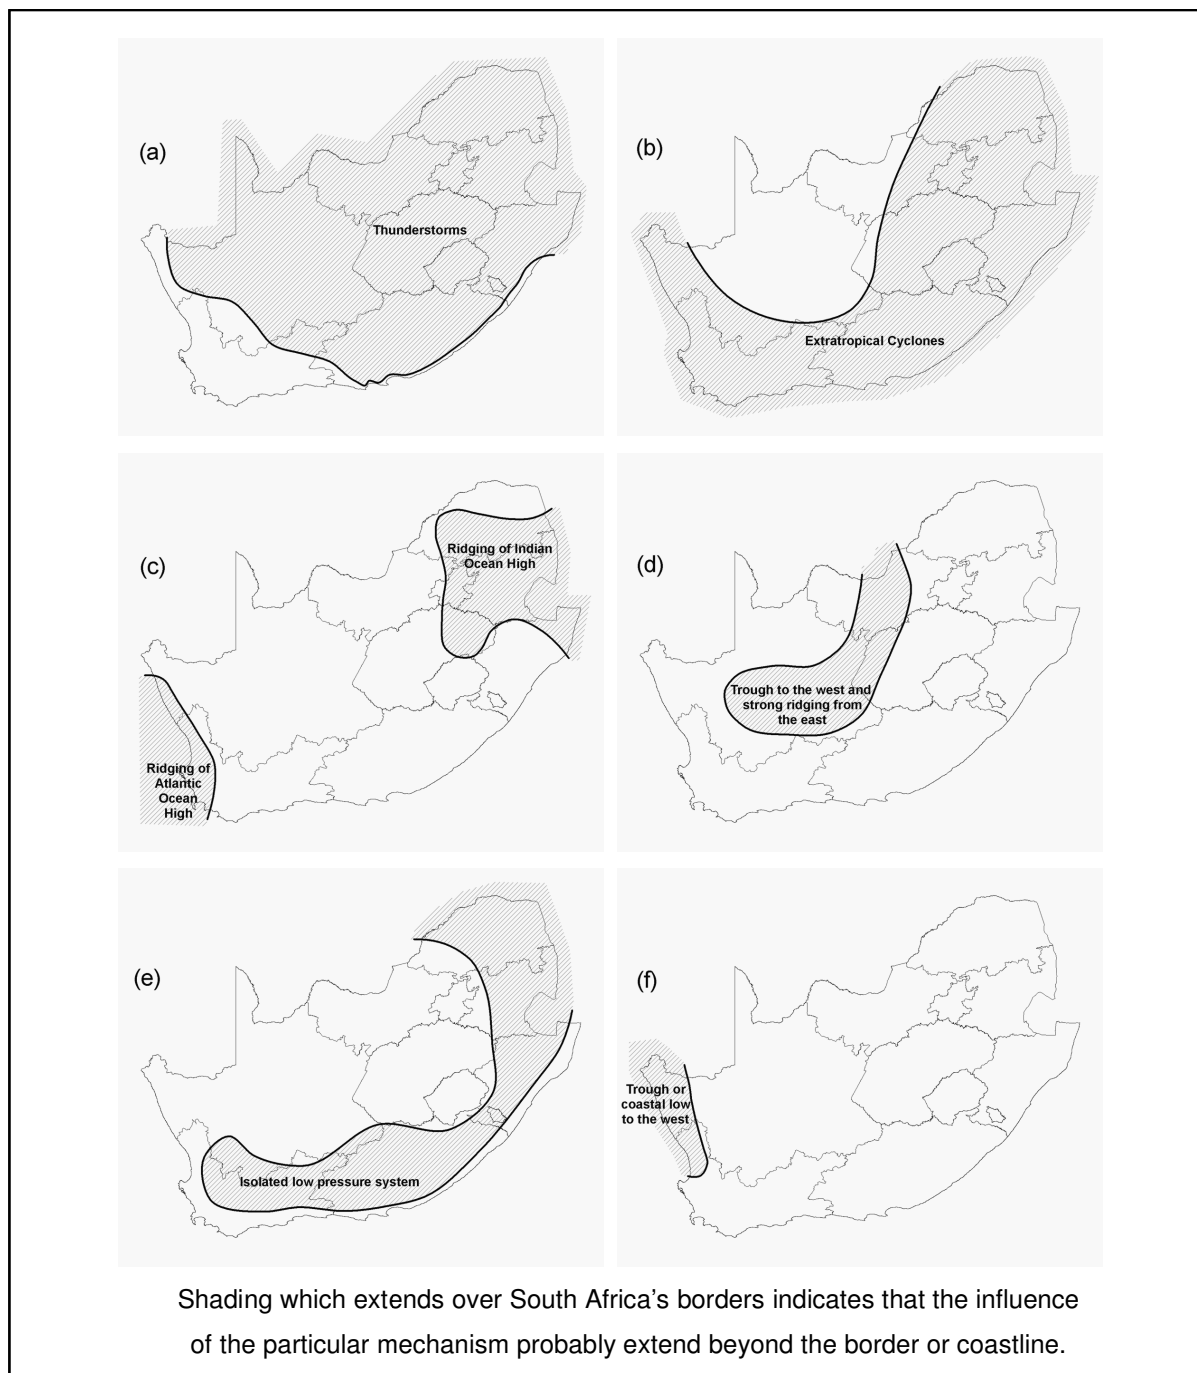 (a)
Thunderstorms
(b)
Extratropical Cyclones
(c)
Ridging of Indian
Ocean High
Ridging of
Atlantic
Ocean
High
(d)
Trough to the west and
strong ridging from
the east
(e)
Isolated low pressure system
(f)
Trough or
coastal low
to the west
Shading which extends over South Africa's borders indicates that the influence
of the particular mechanism probably extend beyond the border or coastline.